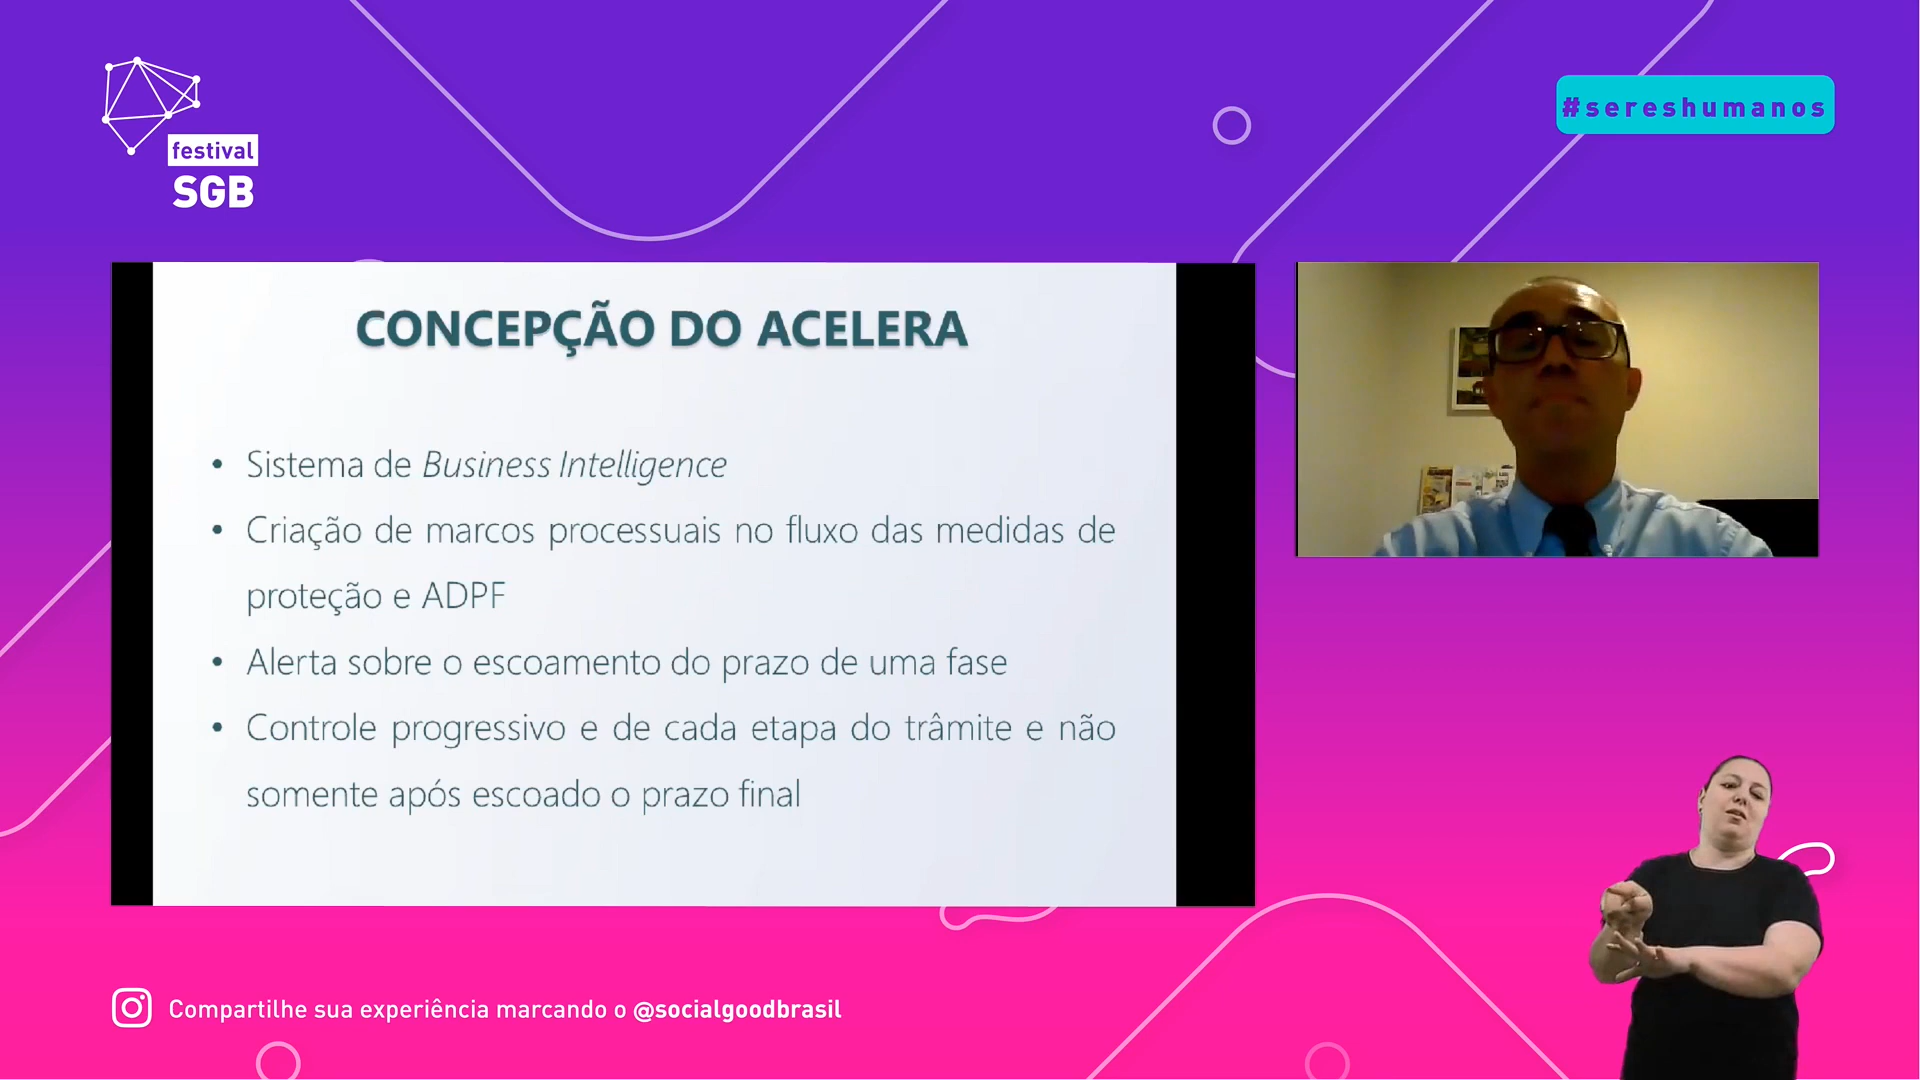 festival
SGB
#sereshumanos
CONCEPÇÃO DO ACELERA
• Sistema de Business Intelligence
• Criação de marcos processuais no fluxo das medidas de
proteção e ADPF
• Alerta sobre o escoamento do prazo de uma fase
• Controle progressivo e de cada etapa do trâmite e não
somente após escoado o prazo final
Compartilhe sua experiência marcando o @socialgoodbrasil